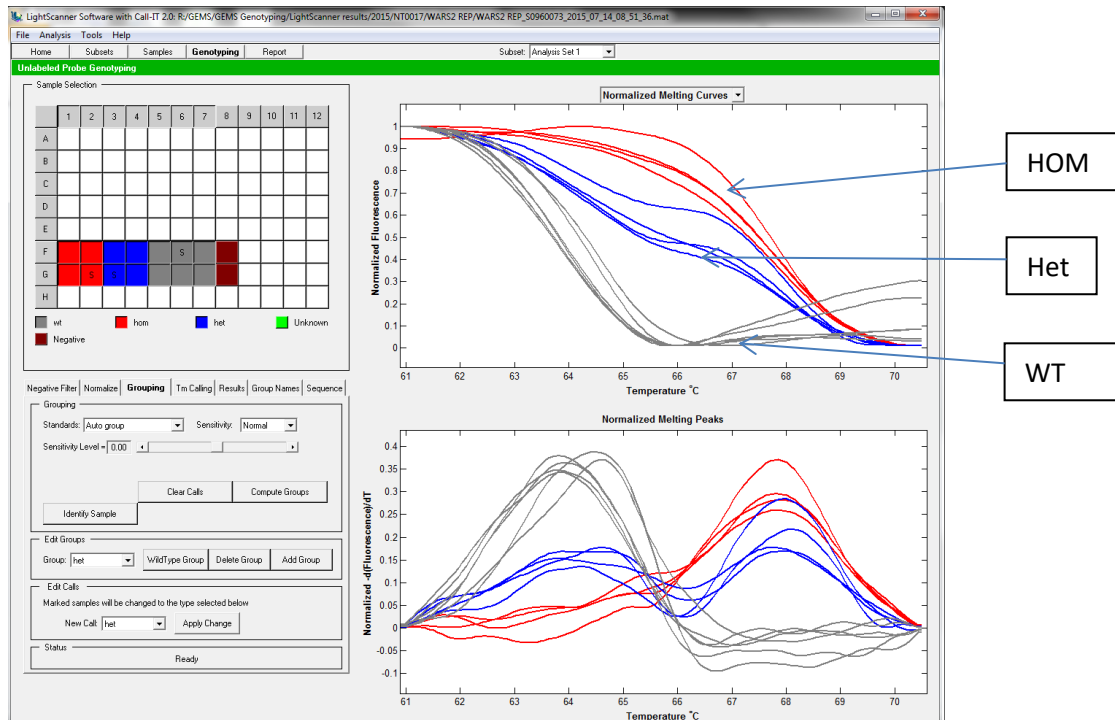 LightScanner Software with Call-IT 2.0: R:/GEMS/GEMS Genotyping/LightScanner results/2015/NT0017/WARS2 REP/WARS2 REP_S0960073_2015_07_14_08_51_36.mat
File Analysis Tools Help
Home Subsets Samples Genotyping Report Subset: Analysis Set 1
Unlabeled Probe Genotyping
Sample Selection
1 2 3 4 5 6 7 8 9 10 11 12
A
B
C
D
E
F S
G S S
H
wt hom het Unknown
Negative
Negative Filter Normalize Grouping Tm Calling Results Group Names Sequence
Grouping
Standards: Auto group Sensitivity: Normal
Sensitivity Level = 0.00
Clear Calls Compute Groups
Identify Sample
Edit Groups
Group: het WildType Group Delete Group Add Group
Edit Calls
Marked samples will be changed to the type selected below
New Call: het Apply Change
Status
Ready
Normalized Melting Curves
1
0.9
0.8
0.7
0.6
0.5
0.4
0.3
0.2
0.1
0
Normalized Fluorescence
61 62 63 64 65 66 67 68 69 70
Temperature °C
HOM
Het
WT
Normalized Melting Peaks
0.4
0.35
0.3
0.25
0.2
0.15
0.1
0.05
0
-0.05
-0.1
Normalized -d(Fluorescence)/dT
61 62 63 64 65 66 67 68 69 70
Temperature °C